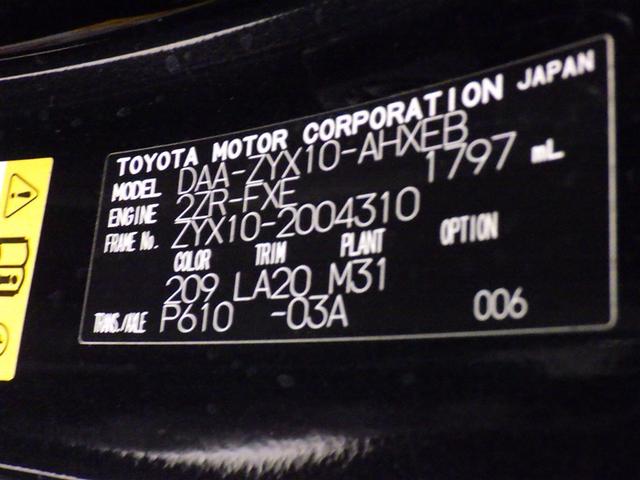 TOYOTA MOTOR CORPORATION JAPAN
MODEL DAA-ZYX10-AHXEB
ENGINE 2ZR-FXE 1797 mL
FRAME No. ZYX10-2004310
COLOR TRIM PLANT OPTION
209 LA20 M31
TRANS./AXLE P610 -03A 006